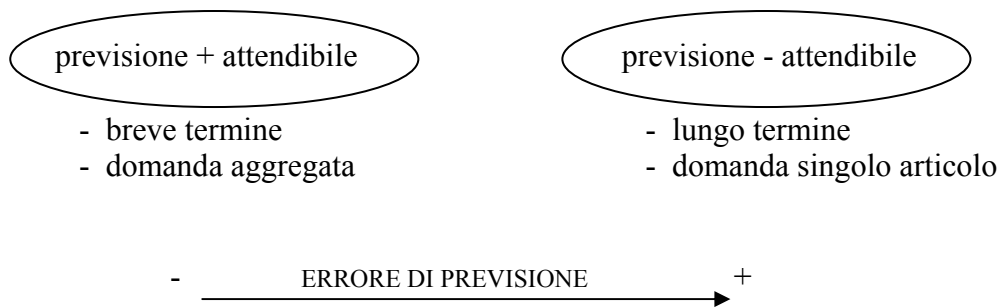 previsione + attendibile
previsione - attendibile
- breve termine
- domanda aggregata
- lungo termine
- domanda singolo articolo
- ERRORE DI PREVISIONE +